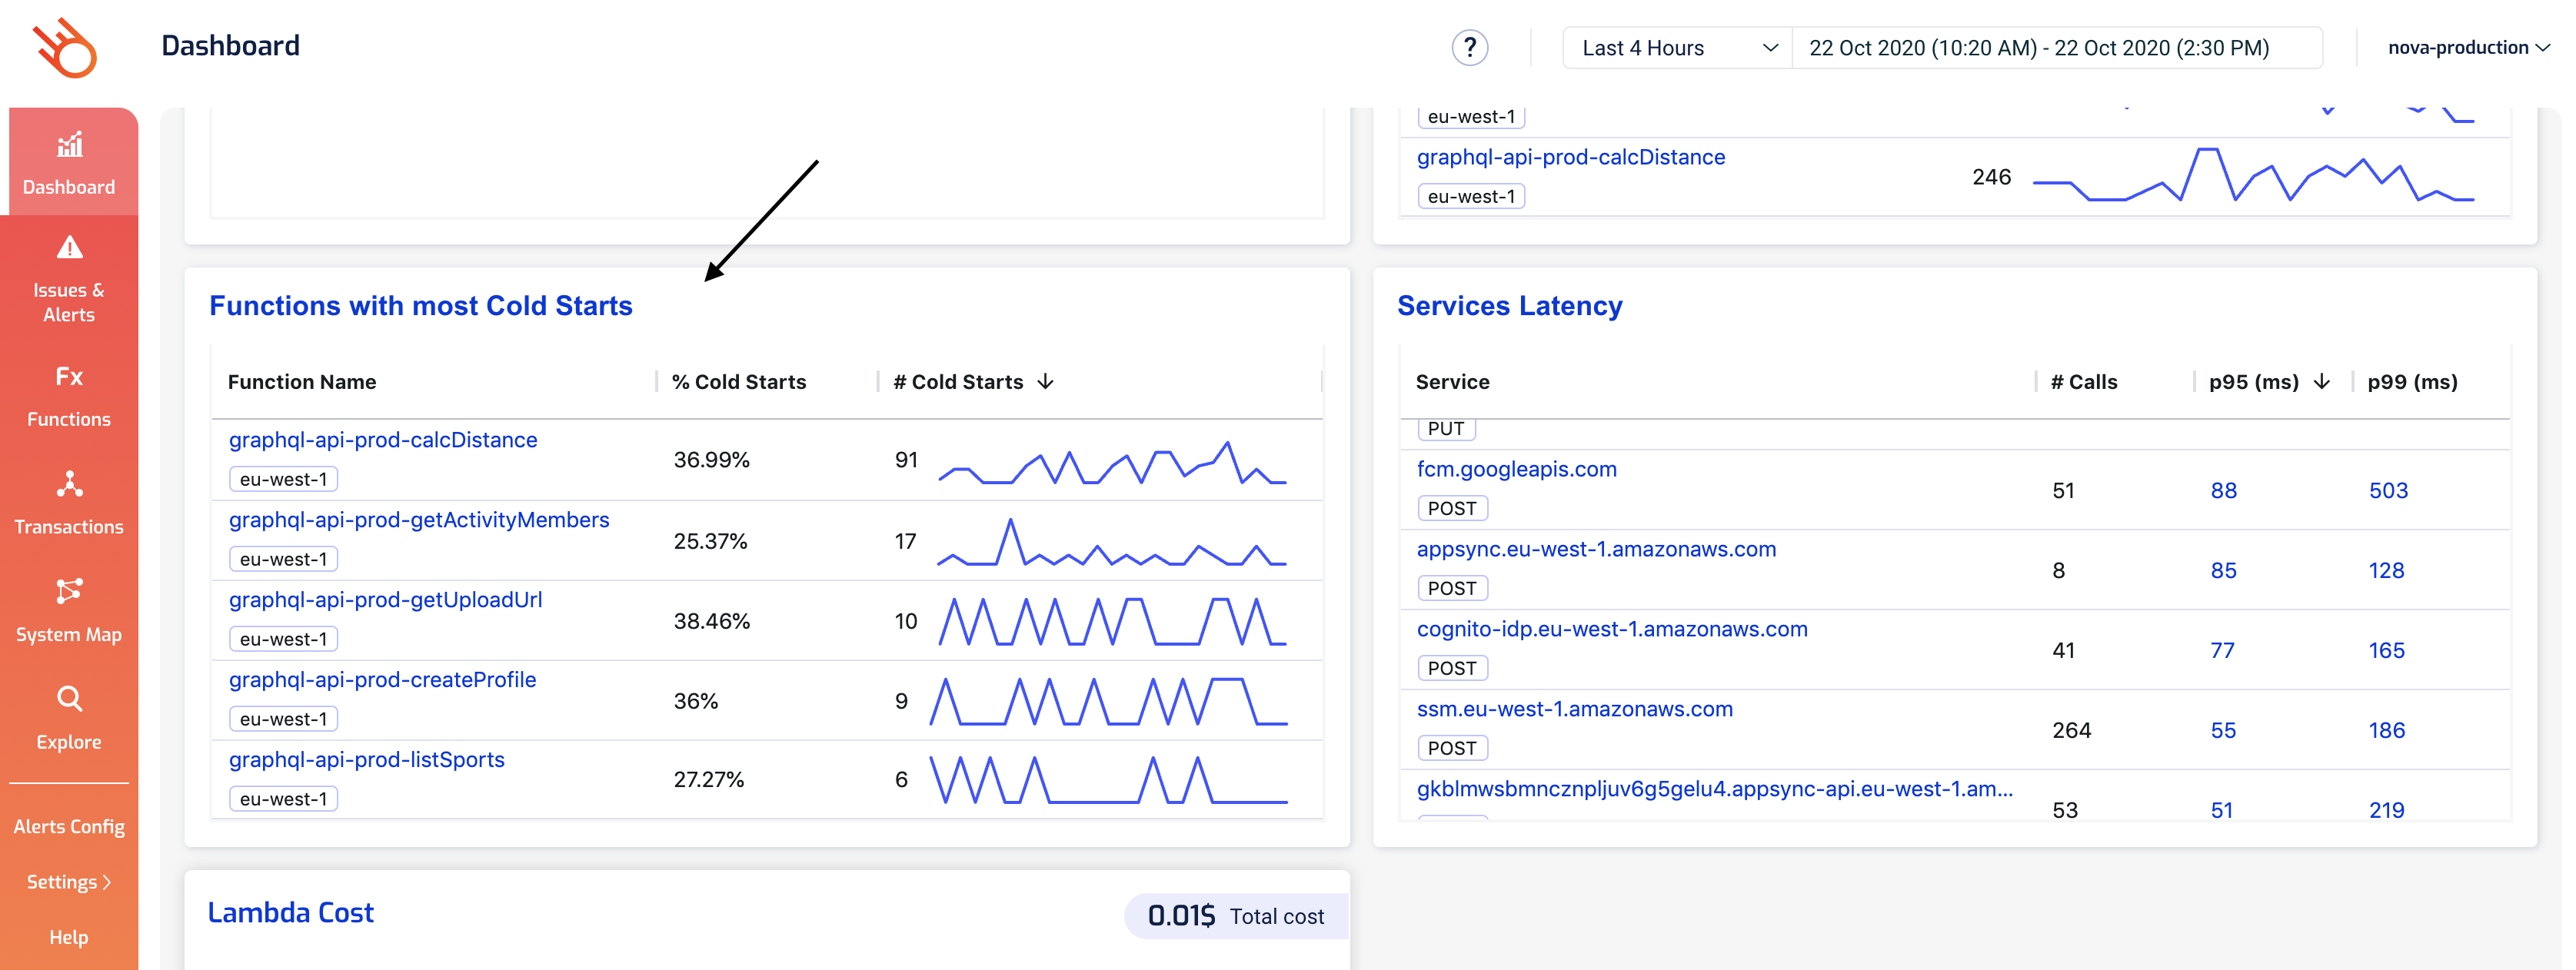 Dashboard
?
Last 4 Hours
22 Oct 2020 (10:20 AM) - 22 Oct 2020 (2:30 PM)
nova-production
Dashboard
Issues &
Alerts
Fx
Functions
Transactions
System Map
Explore
Alerts Config
Settings
Help
eu-west-1
graphql-api-prod-calcDistance
246
eu-west-1
Functions with most Cold Starts
Function Name
% Cold Starts
# Cold Starts
graphql-api-prod-calcDistance
eu-west-1
36.99%
91
graphql-api-prod-getActivityMembers
eu-west-1
25.37%
17
graphql-api-prod-getUploadUrl
eu-west-1
38.46%
10
graphql-api-prod-createProfile
eu-west-1
36%
9
graphql-api-prod-listSports
eu-west-1
27.27%
6
Services Latency
Service
# Calls
p95 (ms)
p99 (ms)
PUT
fcm.googleapis.com
POST
51
88
503
appsync.eu-west-1.amazonaws.com
POST
8
85
128
cognito-idp.eu-west-1.amazonaws.com
POST
41
77
165
ssm.eu-west-1.amazonaws.com
POST
264
55
186
gkblmwsbmncznpljuv6g5gelu4.appsync-api.eu-west-1.am...
53
51
219
Lambda Cost
0.01$ Total cost